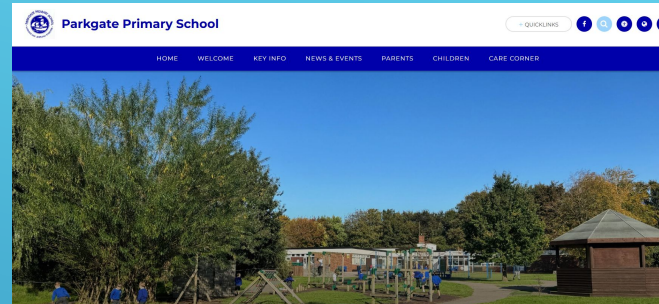 Parkgate Primary School
+ QUICKLINKS
HOME WELCOME KEY INFO NEWS & EVENTS PARENTS CHILDREN CARE CORNER